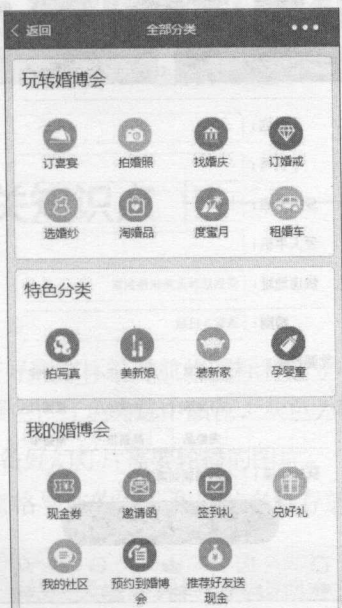 返回 全部分类
玩转婚博会
订喜宴 拍婚照 找婚庆 订婚戒
选婚纱 淘婚品 度蜜月 租婚车
特色分类
拍写真 美新娘 装新家 孕婴童
我的婚博会
现金券 邀请函 签到礼 兑好礼
我的社区 预约到婚博 推荐好友送
会 现金